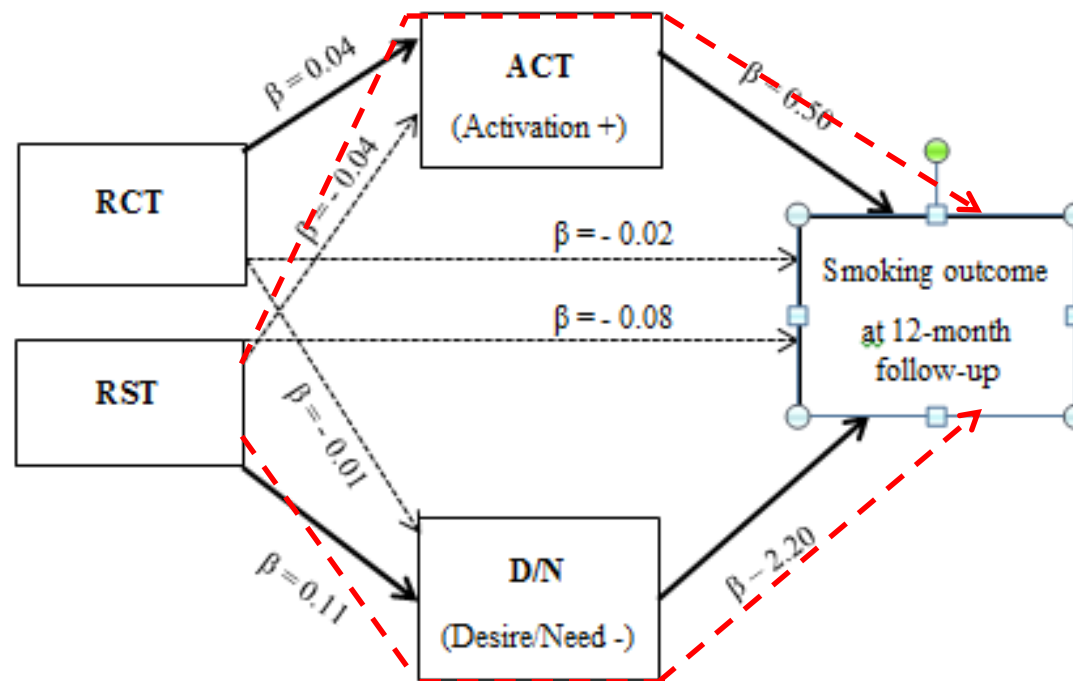 β = 0.04
ACT
(Activation +)
β = 0.50
RCT
β = - 0.04
β = - 0.02
Smoking outcome
at 12-month
follow-up
β = - 0.08
RST
β = - 0.01
β = 0.11
D/N
(Desire/Need -)
β = 2.20